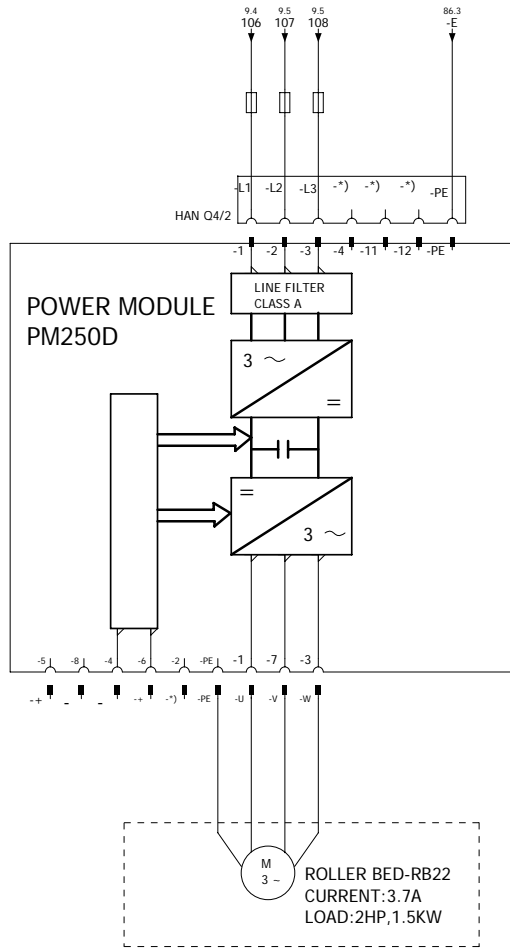 9.4 9.5 9.5 86.3
106 107 108 -E
-L1 -L2 -L3 -*) -*) -*) -PE
HAN Q4/2
-1 -2 -3 -4 -11 -12 -PE
LINE FILTER
CLASS A
POWER MODULE
PM250D
3 ~
=
=
3 ~
-5 -8 -4 -6 -2 -PE -1 -7 -3
-+ - - -+ -*) -PE -U -V -W
M
3 ~
ROLLER BED-RB22
CURRENT:3.7A
LOAD:2HP,1.5KW